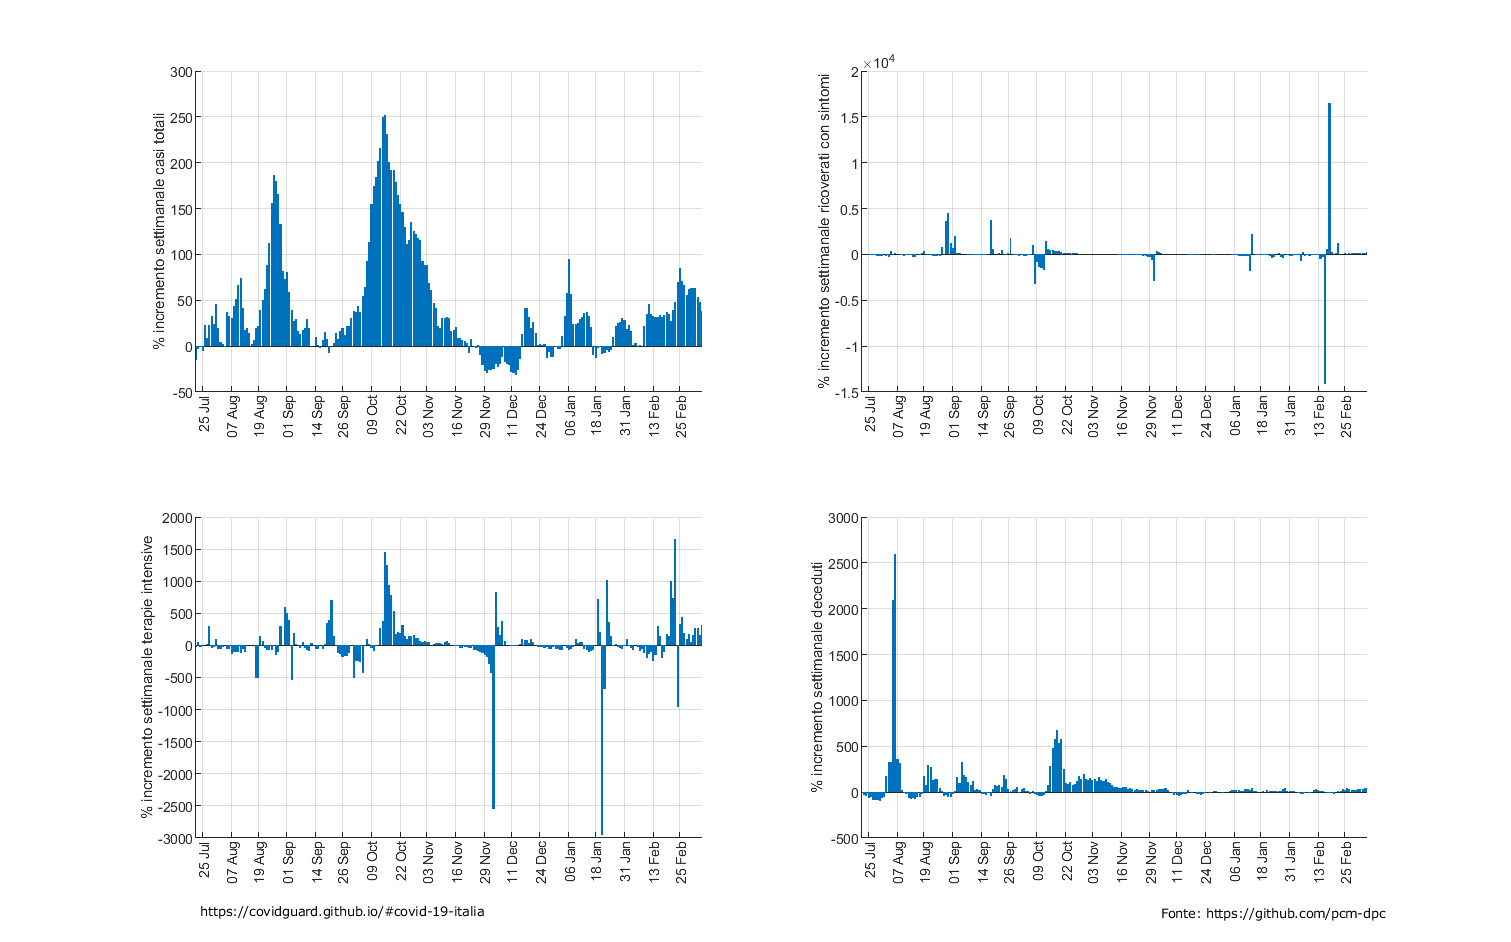 % incremento settimanale casi totali
300
250
200
150
100
50
0
-50
25 Jul
07 Aug
19 Aug
01 Sep
14 Sep
26 Sep
09 Oct
22 Oct
03 Nov
16 Nov
29 Nov
11 Dec
24 Dec
06 Jan
18 Jan
31 Jan
13 Feb
25 Feb
% incremento settimanale ricoverati con sintomi
×10⁴
2
1.5
1
0.5
0
-0.5
-1
-1.5
25 Jul
07 Aug
19 Aug
01 Sep
14 Sep
26 Sep
09 Oct
22 Oct
03 Nov
16 Nov
29 Nov
11 Dec
24 Dec
06 Jan
18 Jan
31 Jan
13 Feb
25 Feb
% incremento settimanale terapie intensive
2000
1500
1000
500
0
-500
-1000
-1500
-2000
-2500
-3000
25 Jul
07 Aug
19 Aug
01 Sep
14 Sep
26 Sep
09 Oct
22 Oct
03 Nov
16 Nov
29 Nov
11 Dec
24 Dec
06 Jan
18 Jan
31 Jan
13 Feb
25 Feb
% incremento settimanale deceduti
3000
2500
2000
1500
1000
500
0
-500
25 Jul
07 Aug
19 Aug
01 Sep
14 Sep
26 Sep
09 Oct
22 Oct
03 Nov
16 Nov
29 Nov
11 Dec
24 Dec
06 Jan
18 Jan
31 Jan
13 Feb
25 Feb
https://covidguard.github.io/#covid-19-italia
Fonte: https://github.com/pcm-dpc